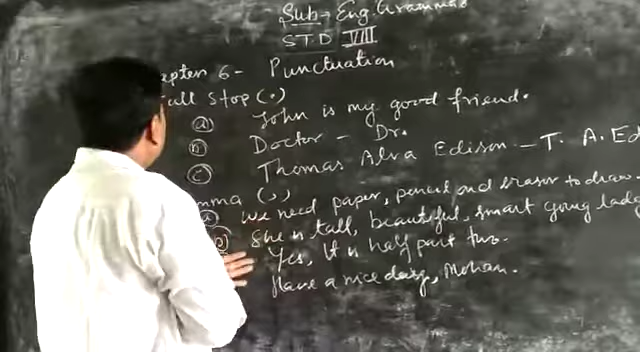 Sub → Eng. Grammar
STD VIII
apter 6- Punctuation
Full Stop (.)
(a) John is my good friend.
(b) Doctor - Dr.
(c) Thomas Alva Edison - T. A. Ed
mma (,)
(a) We need paper, pencil and eraser to draw.
(b) She is tall, beautiful, smart young lady
Yes, It is half past two.
Have a nice day, Mohan.